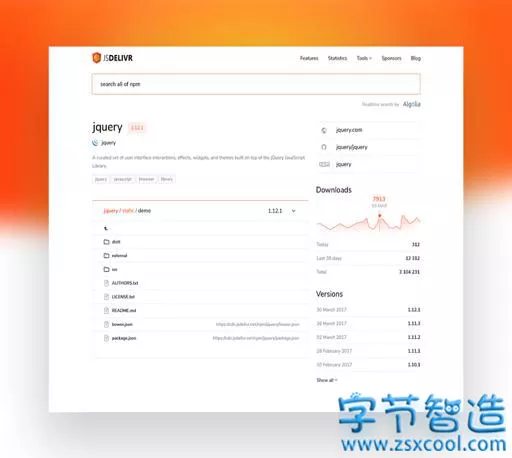 JSDELIVR
Features Statistics Tools Sponsors Blog
search all of npm
Realtime search by Algolia
jquery 1.12.1
jquery
A curated set of user interface interactions, effects, widgets, and themes built on top of the jQuery JavaScript
Library.
jquery javascript browser library
jquery.com
jquery/jquery
jquery
Downloads
7913
Today 312
Last 30 days 12 312
Total 3 104 231
jquery / static / demo 1.12.1
dist
external
src
AUTHORS.txt
LICENSE.txt
README.md
bower.json https://cdn.jsdelivr.net/npm/jquery/bower.json
package.json https://cdn.jsdelivr.net/npm/jquery/package.json
Versions
30 March 2017 1.12.1
28 March 2017 1.11.3
02 March 2017 1.11.2
28 February 2017 1.11.1
10 February 2017 1.10.1
Show all
字节智造
www.zsxcool.com